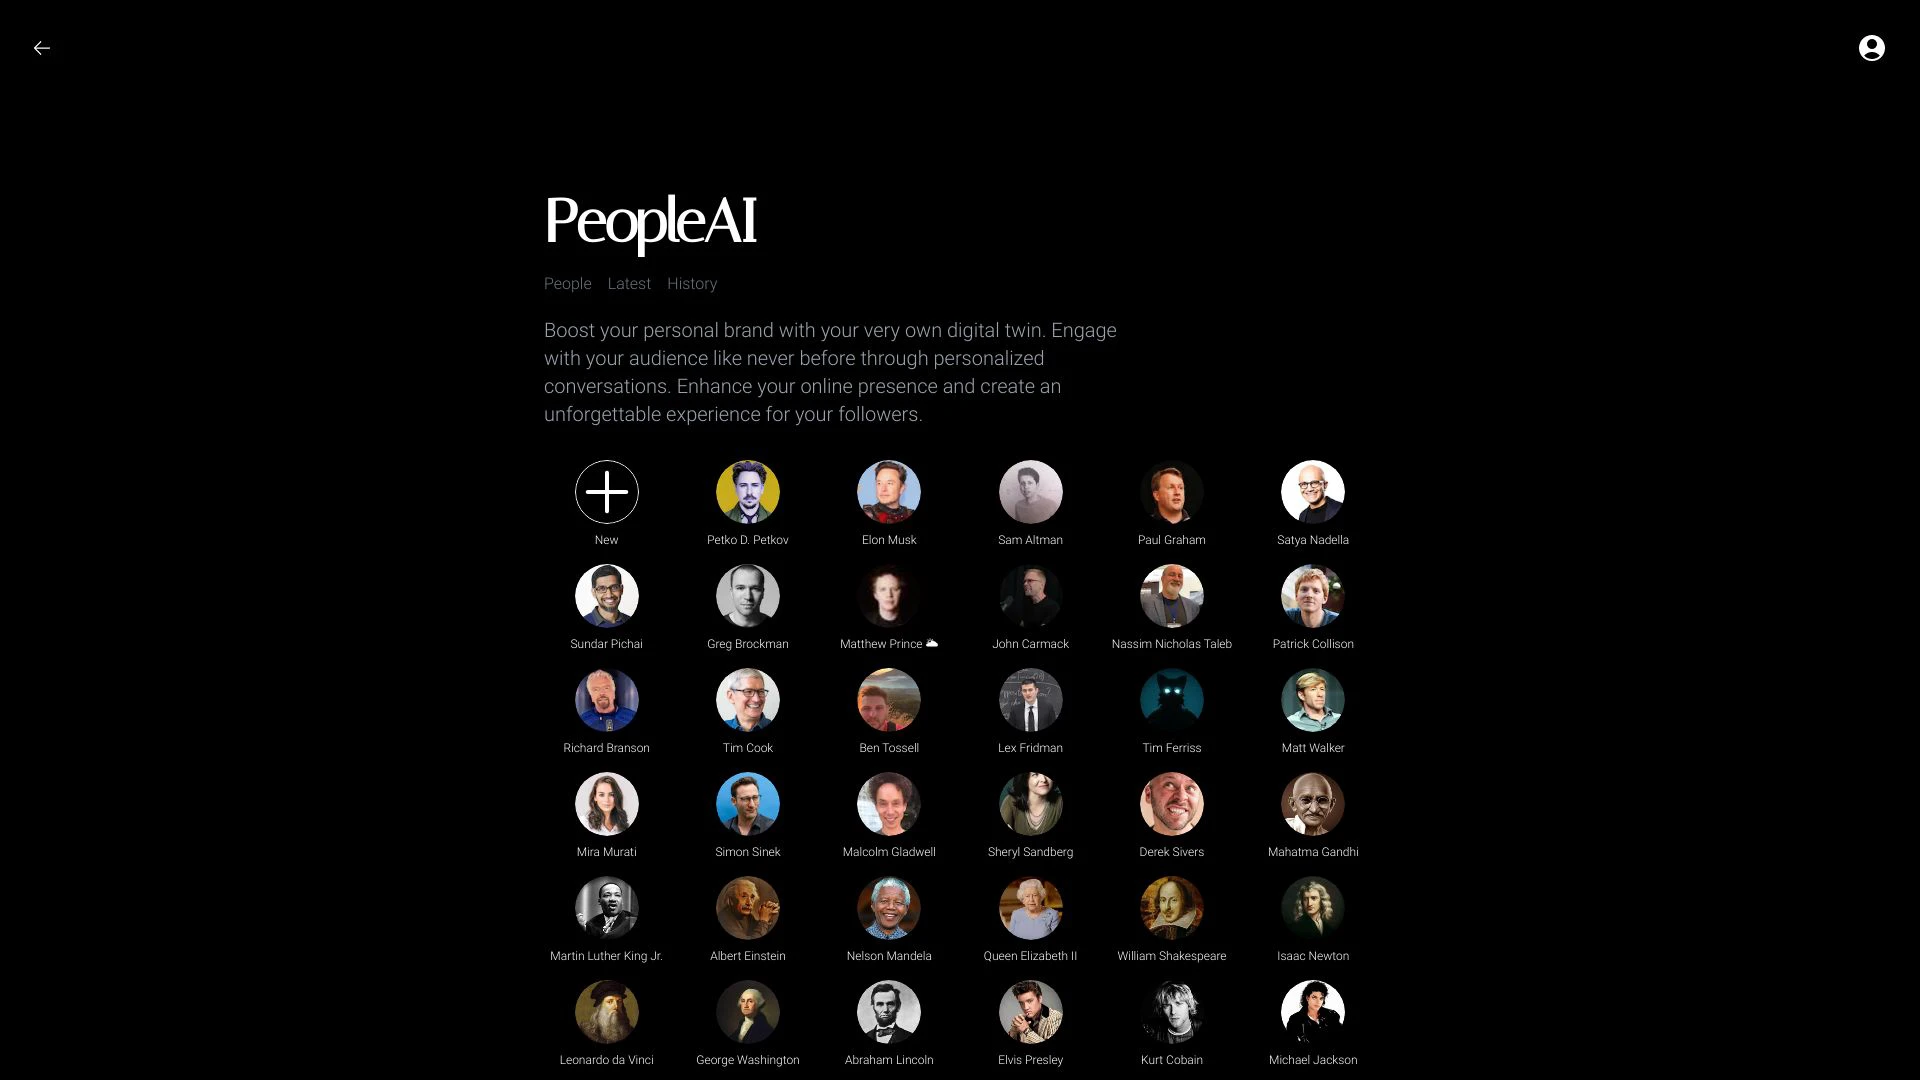 PeopleAI
People Latest History
Boost your personal brand with your very own digital twin. Engage
with your audience like never before through personalized
conversations. Enhance your online presence and create an
unforgettable experience for your followers.
New Petko D. Petkov Elon Musk Sam Altman Paul Graham Satya Nadella
Sundar Pichai Greg Brockman Matthew Prince 🌥 John Carmack Nassim Nicholas Taleb Patrick Collison
Richard Branson Tim Cook Ben Tossell Lex Fridman Tim Ferriss Matt Walker
Mira Murati Simon Sinek Malcolm Gladwell Sheryl Sandberg Derek Sivers Mahatma Gandhi
Martin Luther King Jr. Albert Einstein Nelson Mandela Queen Elizabeth II William Shakespeare Isaac Newton
Leonardo da Vinci George Washington Abraham Lincoln Elvis Presley Kurt Cobain Michael Jackson